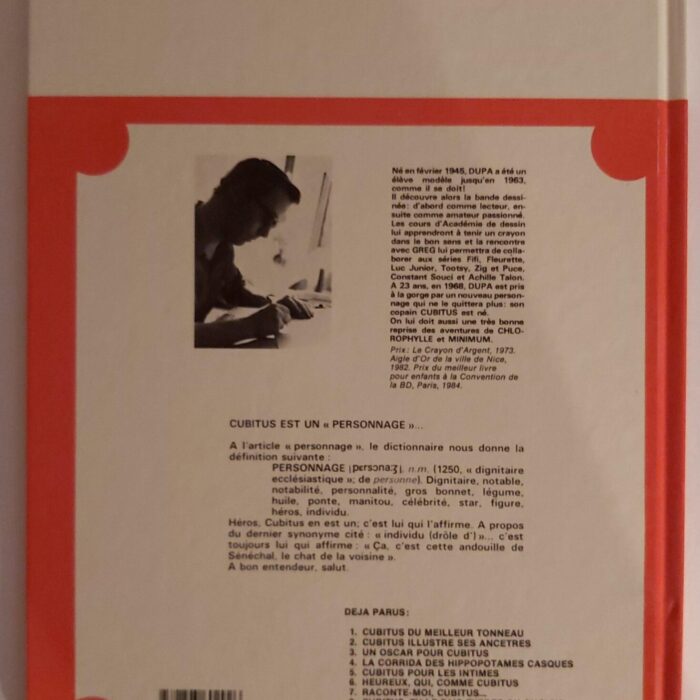 Né en février 1945, DUPA a été un
élève modèle jusqu'en 1963,
comme il se doit!
Il découvre alors la bande dessi-
née: d'abord comme lecteur, en-
suite comme amateur passionné.
Les cours d'Académie de dessin
lui apprendront à tenir un crayon
dans le bon sens et la rencontre
avec GREG lui permettra de colla-
borer aux séries Fifi, Fleurette,
Luc Junior, Tootsy, Zig et Puce,
Constant Souci et Achille Talon.
A 23 ans, en 1968, DUPA est pris
à la gorge par un nouveau person-
nage qui ne le quittera plus: son
copain CUBITUS est né.
On lui doit aussi une très bonne
reprise des aventures de CHLO-
ROPHYLLE et MINIMUM.
Prix: Le Crayon d'Argent, 1973.
Aigle d'Or de la ville de Nice,
1982. Prix du meilleur livre
pour enfants à la Convention de
la BD, Paris, 1984.
CUBITUS EST UN « PERSONNAGE »...
A l'article « personnage », le dictionnaire nous donne la
définition suivante :
PERSONNAGE [pɛrsɔnaːʒ], n.m. (1250, « dignitaire
ecclésiastique »; de personne). Dignitaire, notable,
notabilité, personnalité, gros bonnet, légume,
huile, ponte, manitou, célébrité, star, figure,
héros, individu.
Héros, Cubitus en est un; c'est lui qui l'affirme. A propos
du dernier synonyme cité : « individu (drôle d') »... c'est
toujours lui qui affirme : « Ça, c'est cette andouille de
Sénéchal, le chat de la voisine ».
A bon entendeur, salut.
DEJA PARUS:
1. CUBITUS DU MEILLEUR TONNEAU
2. CUBITUS ILLUSTRE SES ANCETRES
3. UN OSCAR POUR CUBITUS
4. LA CORRIDA DES HIPPOPOTAMES CASQUES
5. CUBITUS POUR LES INTIMES
6. HEUREUX, QUI, COMME CUBITUS
7. RACONTE-MOI, CUBITUS